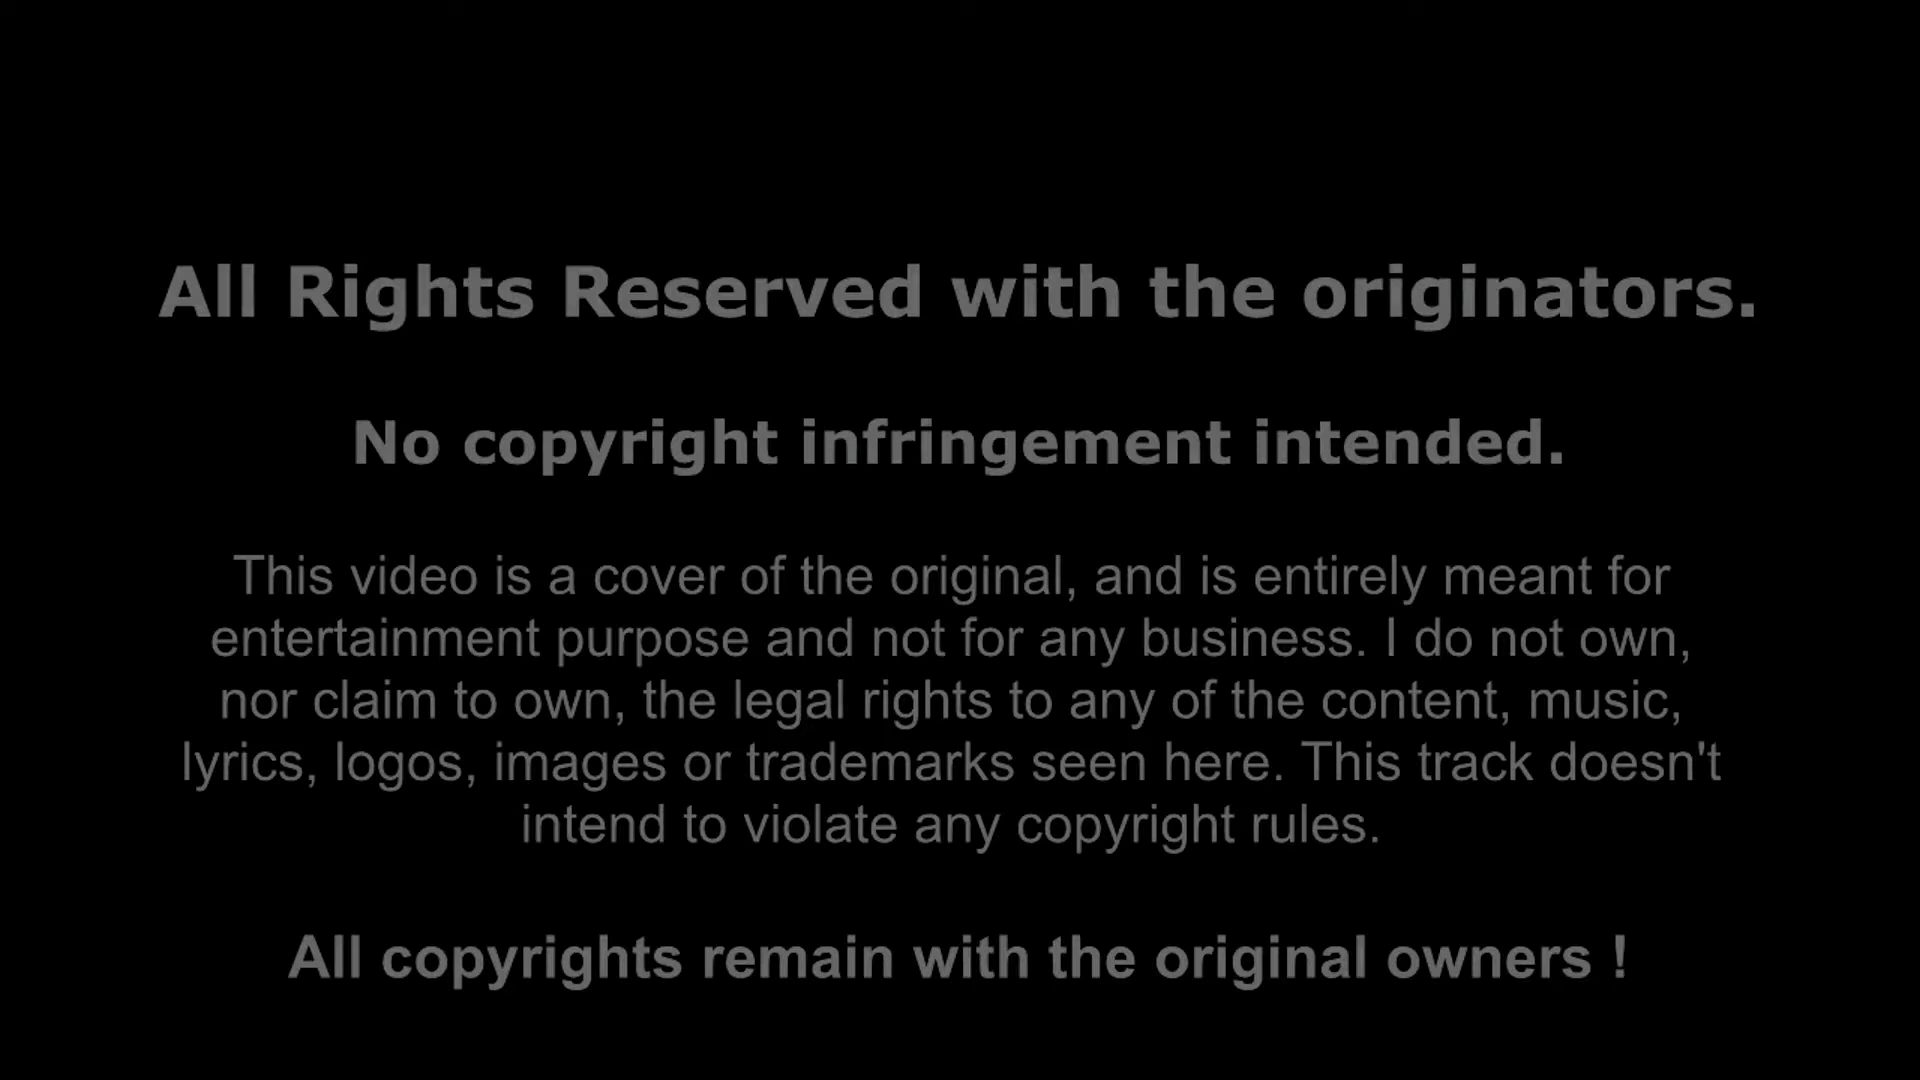 All Rights Reserved with the originators.
No copyright infringement intended.
This video is a cover of the original, and is entirely meant for
entertainment purpose and not for any business. I do not own,
nor claim to own, the legal rights to any of the content, music,
lyrics, logos, images or trademarks seen here. This track doesn't
intend to violate any copyright rules.
All copyrights remain with the original owners !